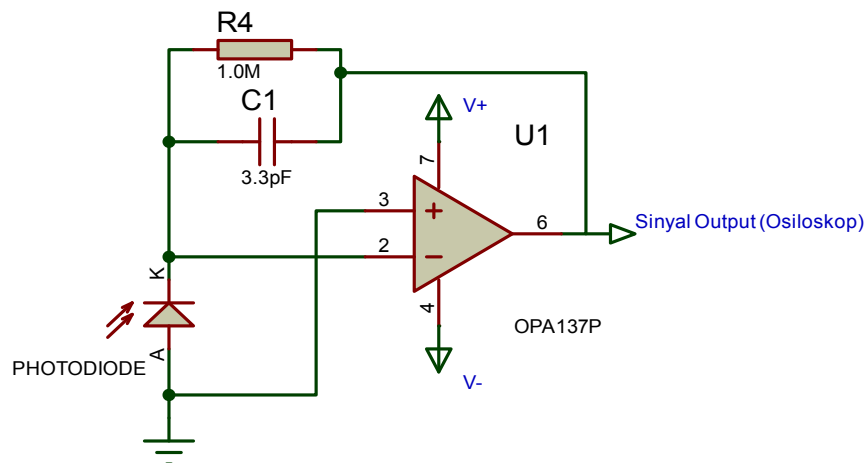 R4
1.0M
C1
3.3pF
V+
U1
7
3
2
6
Sinyal Output (Osiloskop)
4
K
A
PHOTODIODE
OPA137P
V-